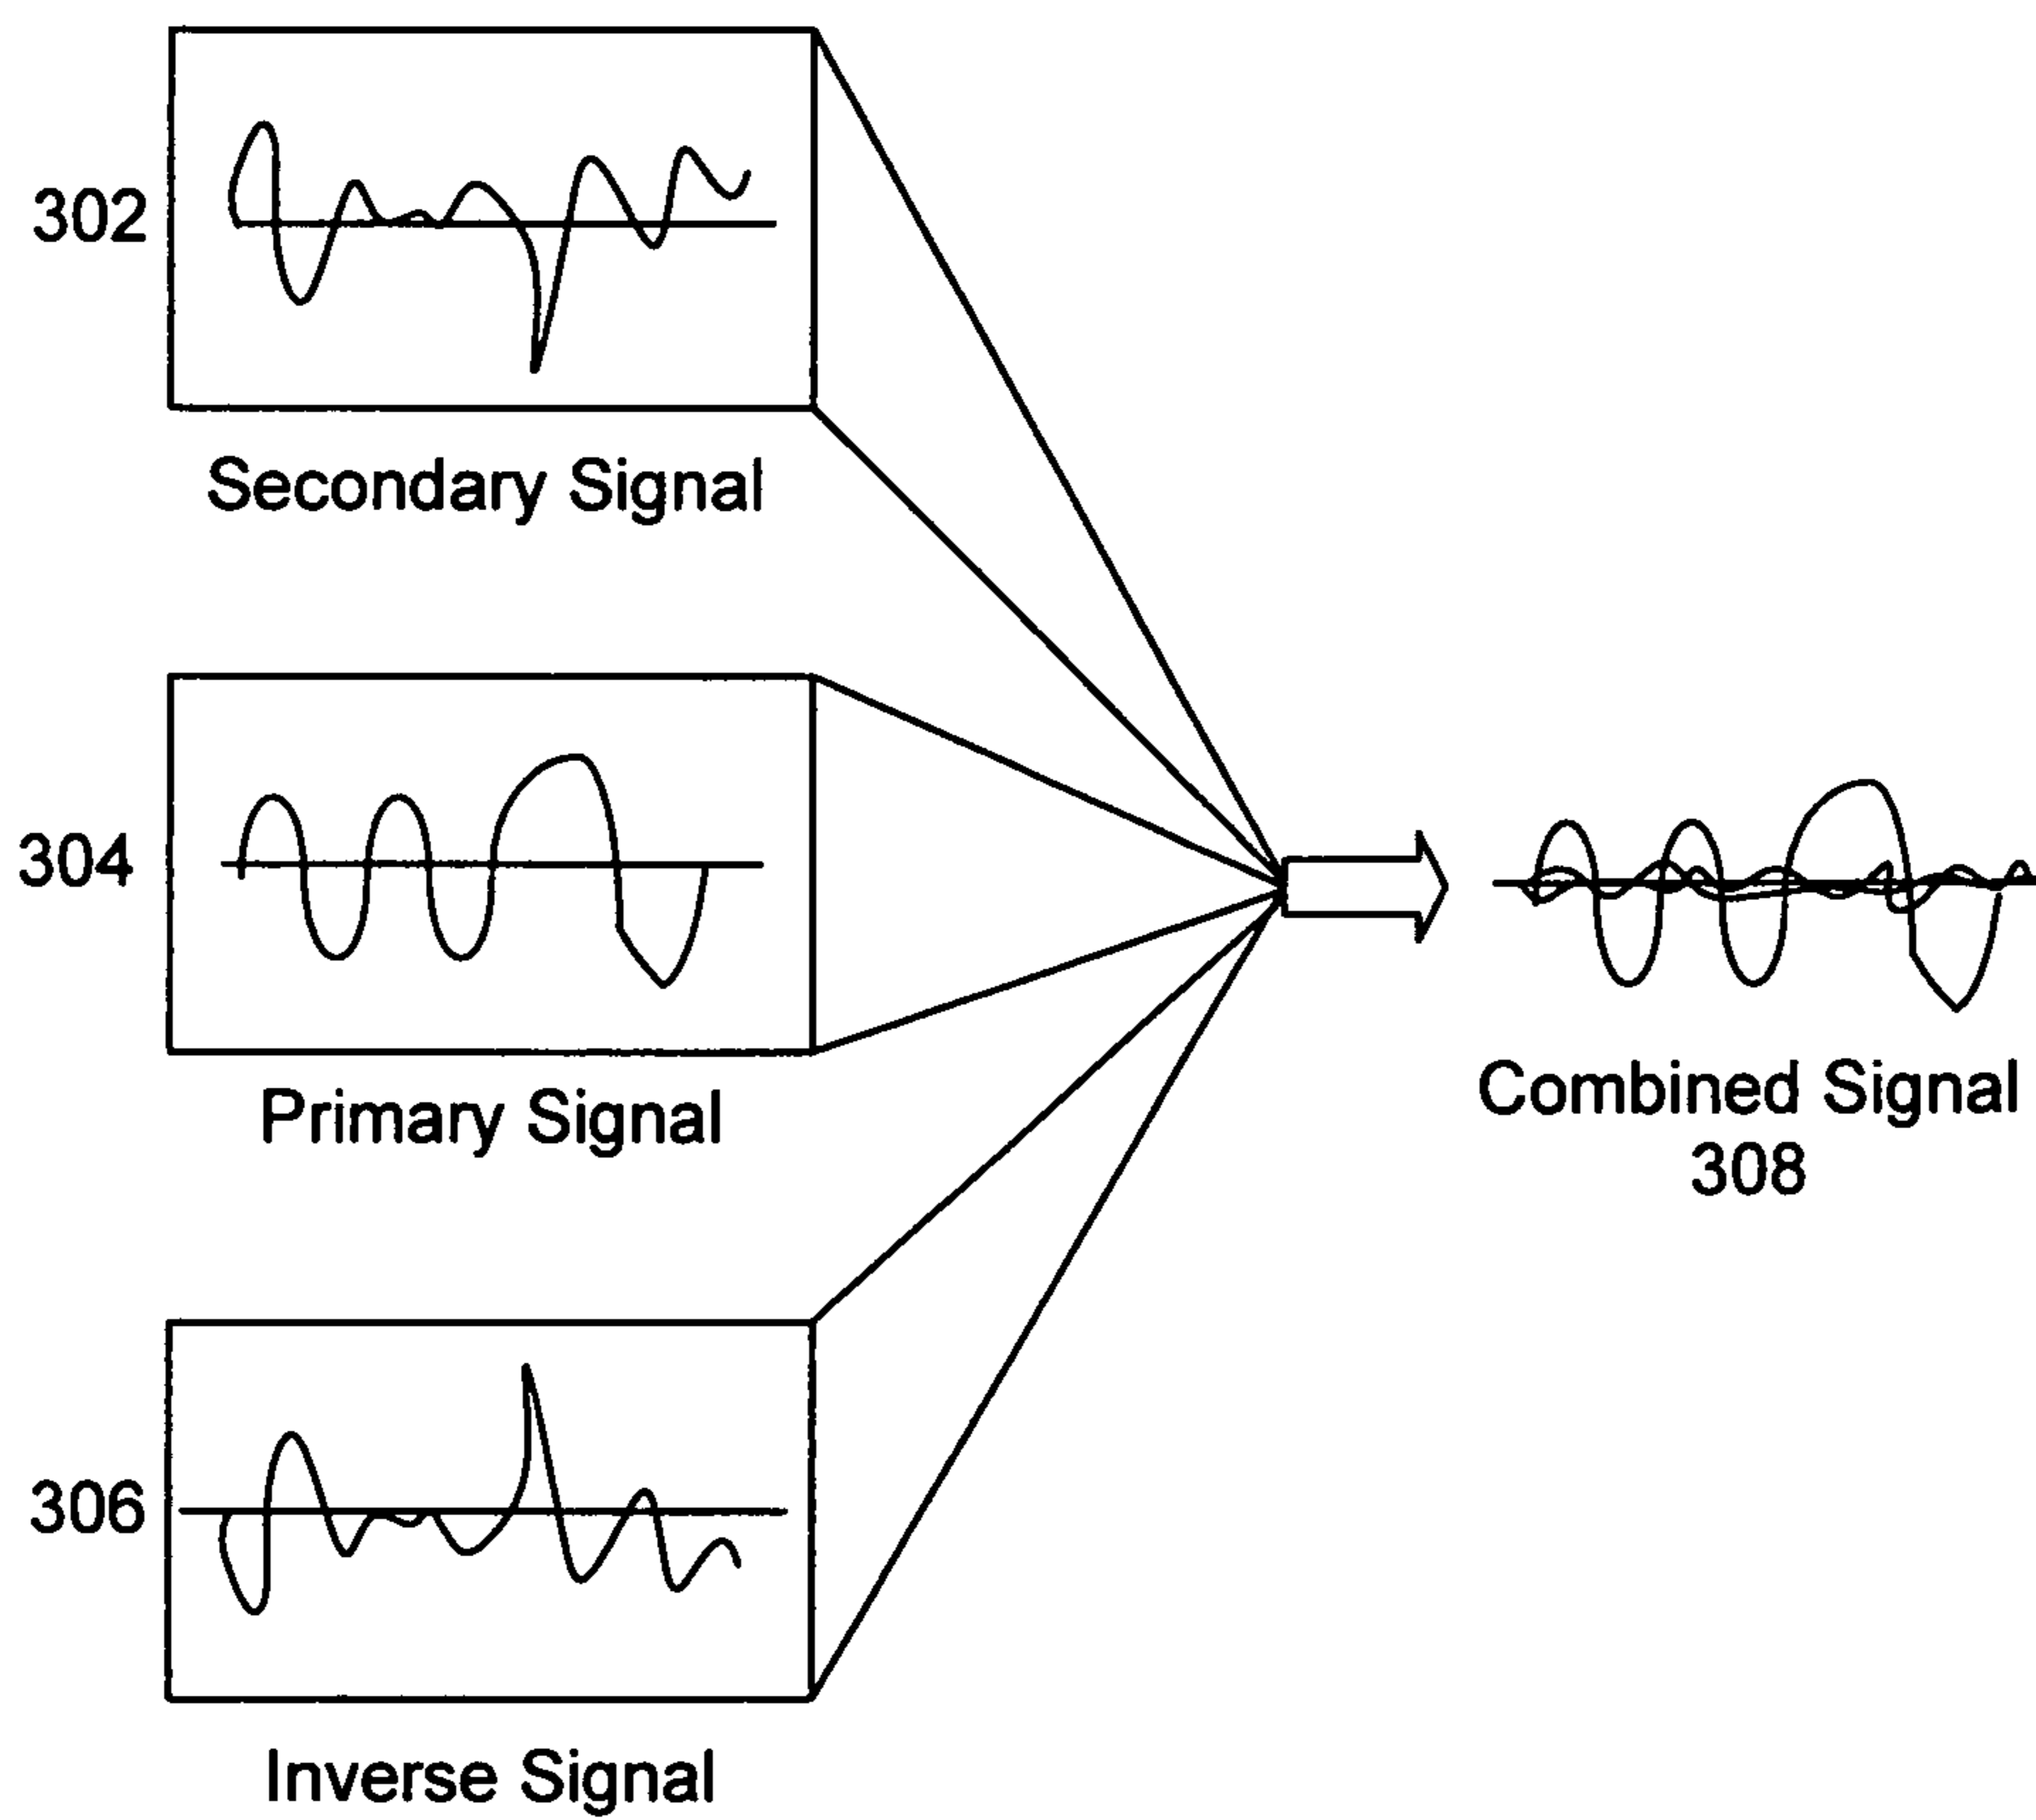 302
Secondary Signal
304
Primary Signal
Combined Signal
308
306
Inverse Signal